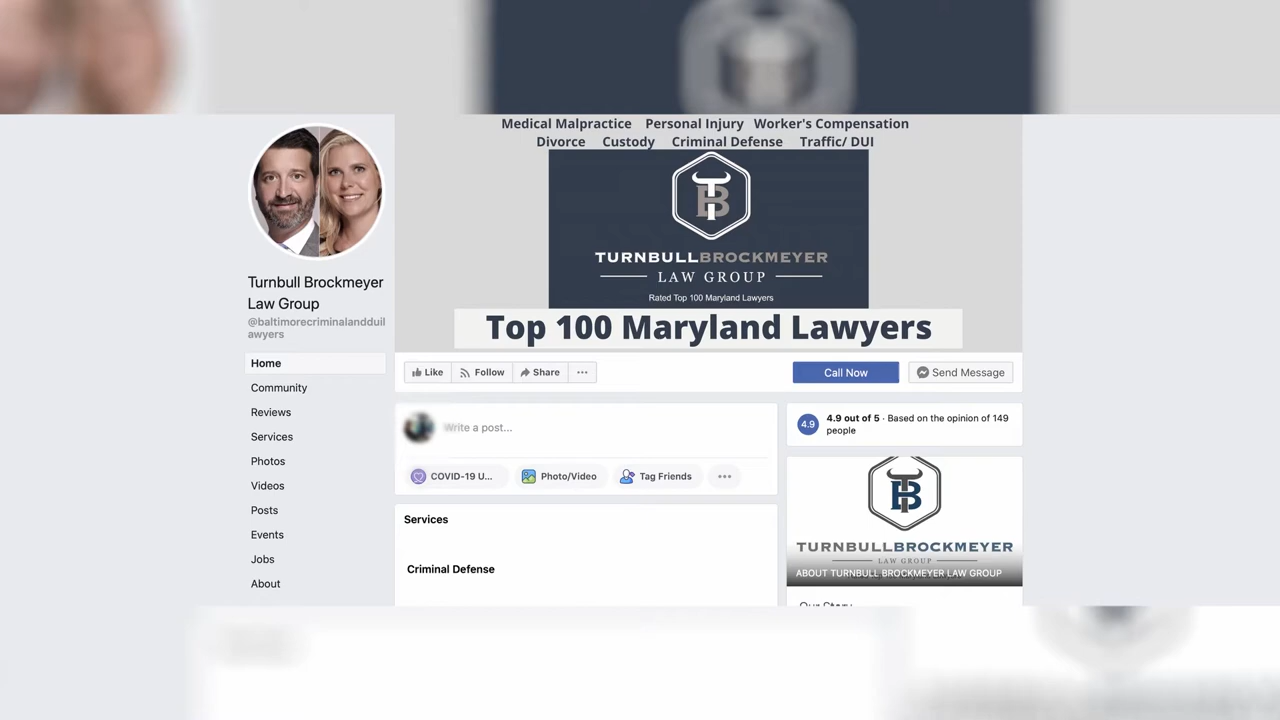 Medical Malpractice Personal Injury Worker's Compensation
Divorce Custody Criminal Defense Traffic/ DUI
TB
TURNBULLBROCKMEYER
LAW GROUP
Rated Top 100 Maryland Lawyers
Top 100 Maryland Lawyers
Turnbull Brockmeyer
Law Group
@baltimorecriminalandduil
awyers
Home
Community
Reviews
Services
Photos
Videos
Posts
Events
Jobs
About
Like Follow Share ...
Call Now Send Message
Write a post...
COVID-19 U... Photo/Video Tag Friends ...
Services
Criminal Defense
4.9 4.9 out of 5 · Based on the opinion of 149
people
TB
TURNBULLBROCKMEYER
LAW GROUP
ABOUT TURNBULL BROCKMEYER LAW GROUP
Our Story